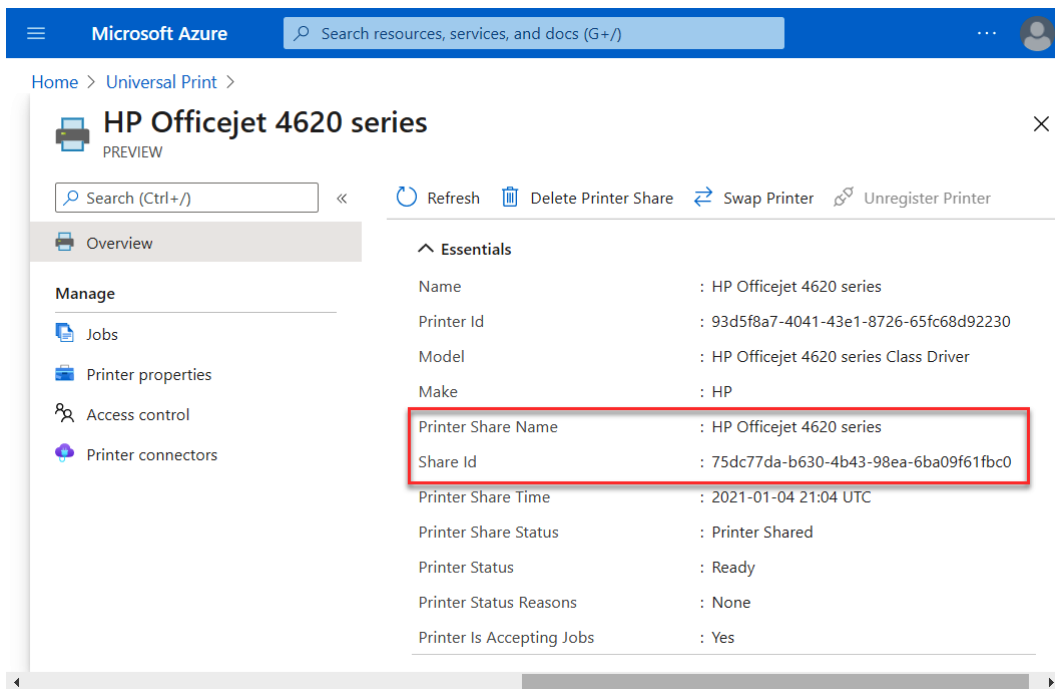 Microsoft Azure
Search resources, services, and docs (G+/)
...
Home > Universal Print >
HP Officejet 4620 series
PREVIEW
Search (Ctrl+/)
«
Refresh Delete Printer Share Swap Printer Unregister Printer
Overview
Essentials
Manage
Jobs
Printer properties
Access control
Printer connectors
Name : HP Officejet 4620 series
Printer Id : 93d5f8a7-4041-43e1-8726-65fc68d92230
Model : HP Officejet 4620 series Class Driver
Make : HP
Printer Share Name : HP Officejet 4620 series
Share Id : 75dc77da-b630-4b43-98ea-6ba09f61fbc0
Printer Share Time : 2021-01-04 21:04 UTC
Printer Share Status : Printer Shared
Printer Status : Ready
Printer Status Reasons : None
Printer Is Accepting Jobs : Yes